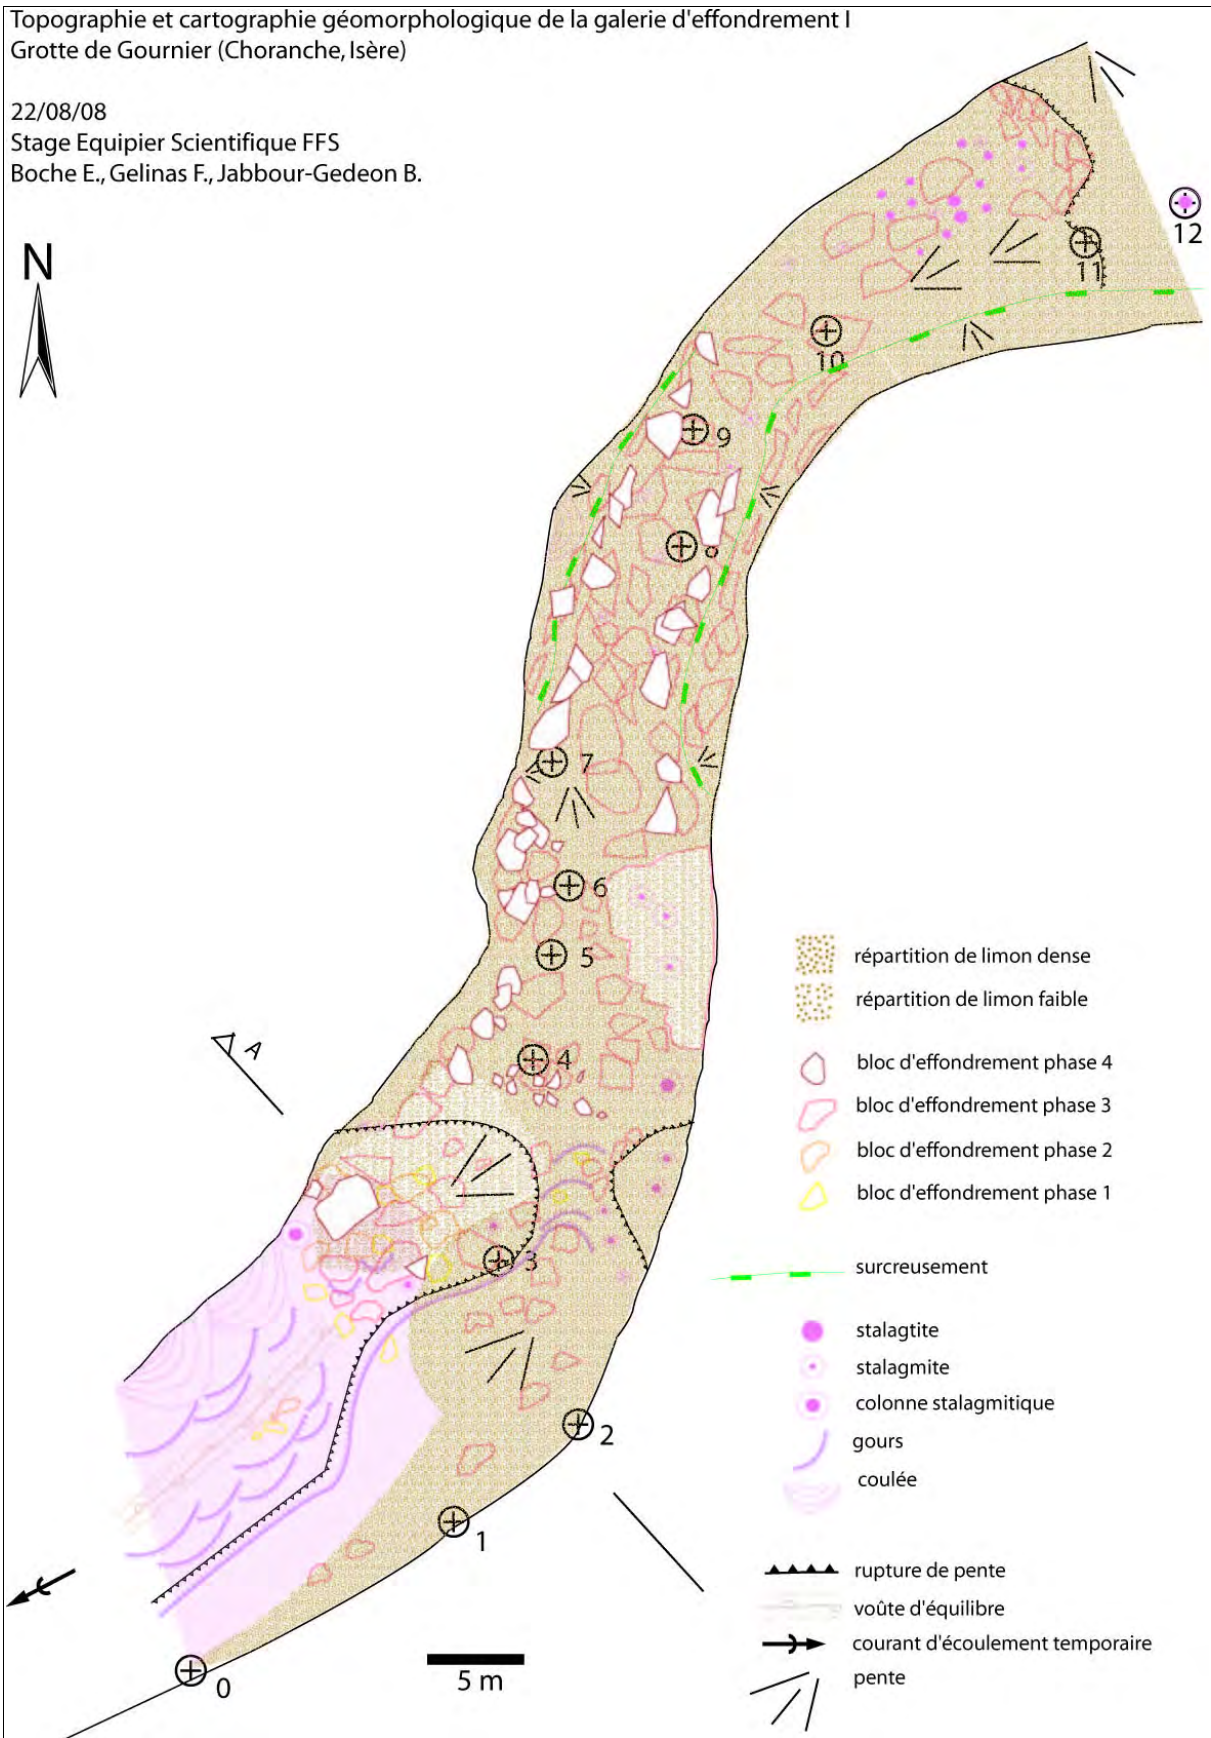 Topographie et cartographie géomorphologique de la galerie d'effondrement I
Grotte de Gournier (Choranche, Isère)
22/08/08
Stage Equipier Scientifique FFS
Boche E., Gelinas F., Jabbour-Gedeon B.
N
12
11
10
9
7
6
5
4
A
3
2
1
0
5 m
répartition de limon dense
répartition de limon faible
bloc d'effondrement phase 4
bloc d'effondrement phase 3
bloc d'effondrement phase 2
bloc d'effondrement phase 1
surcreusement
stalagtite
stalagmite
colonne stalagmitique
gours
coulée
rupture de pente
voûte d'équilibre
courant d'écoulement temporaire
pente